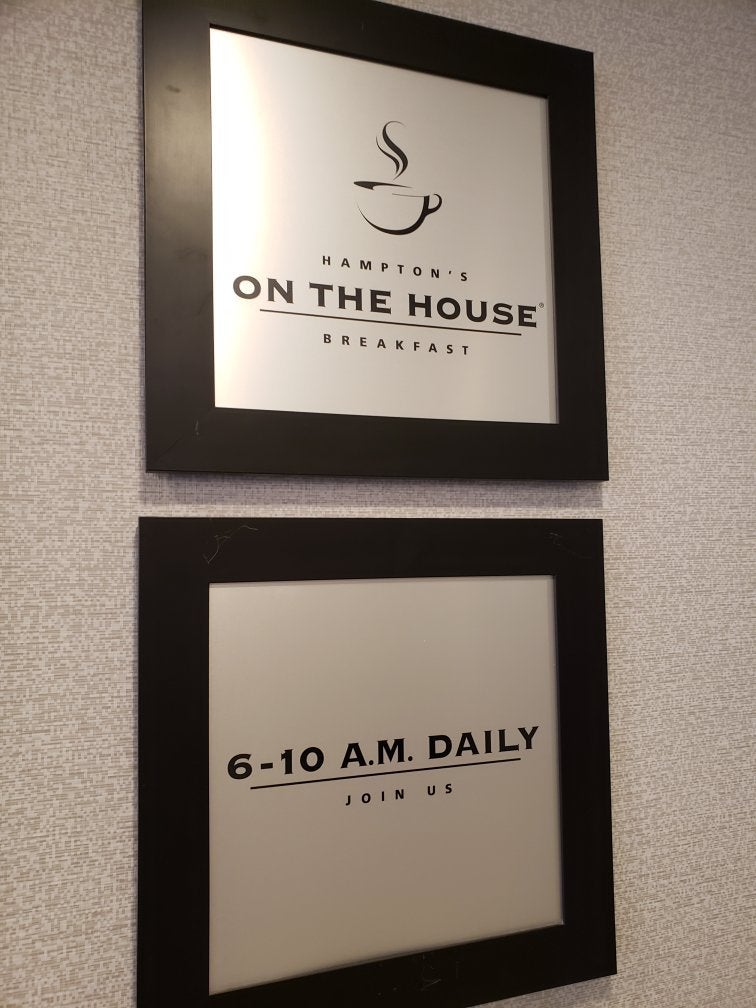 HAMPTON'S
ON THE HOUSE®
BREAKFAST
6-10 A.M. DAILY
JOIN US